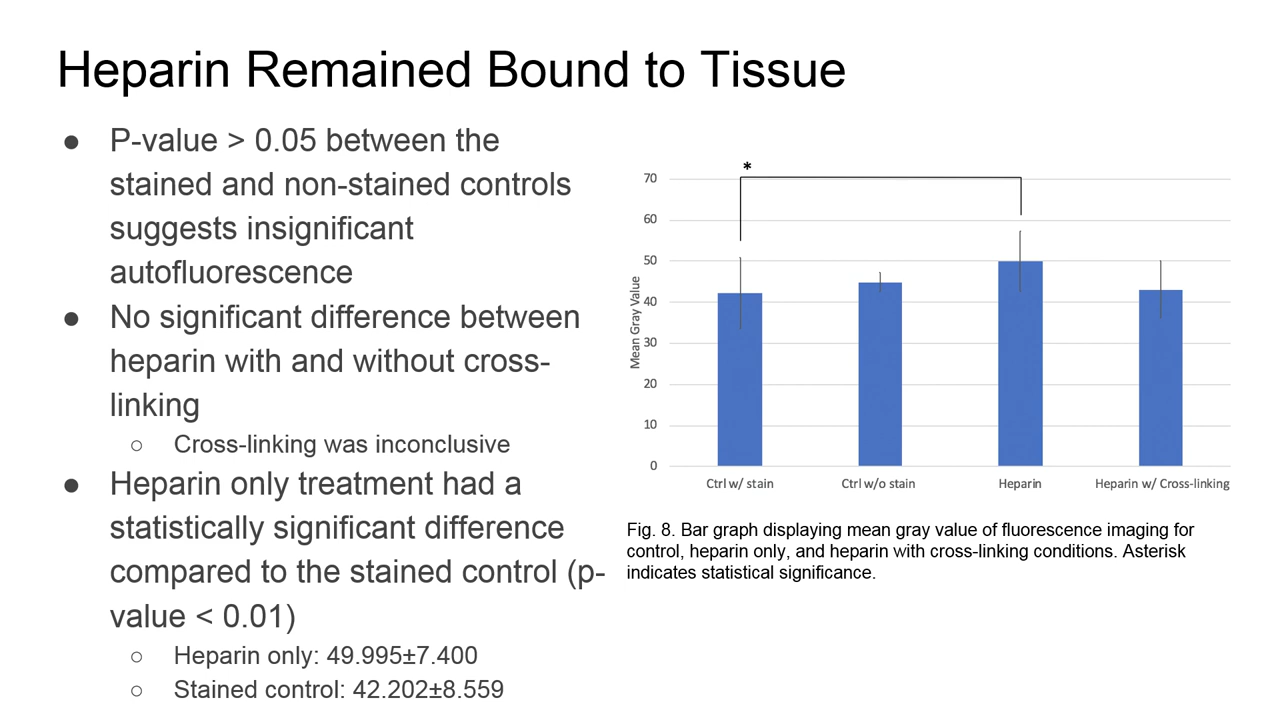 Heparin Remained Bound to Tissue
● P-value > 0.05 between the
stained and non-stained controls
suggests insignificant
autofluorescence
● No significant difference between
heparin with and without cross-
linking
○ Cross-linking was inconclusive
● Heparin only treatment had a
statistically significant difference
compared to the stained control (p-
value < 0.01)
○ Heparin only: 49.995±7.400
○ Stained control: 42.202±8.559
*
70
60
50
40
30
20
10
0
Mean Gray Value
Ctrl w/ stain
Ctrl w/o stain
Heparin
Heparin w/ Cross-linking
Fig. 8. Bar graph displaying mean gray value of fluorescence imaging for
control, heparin only, and heparin with cross-linking conditions. Asterisk
indicates statistical significance.